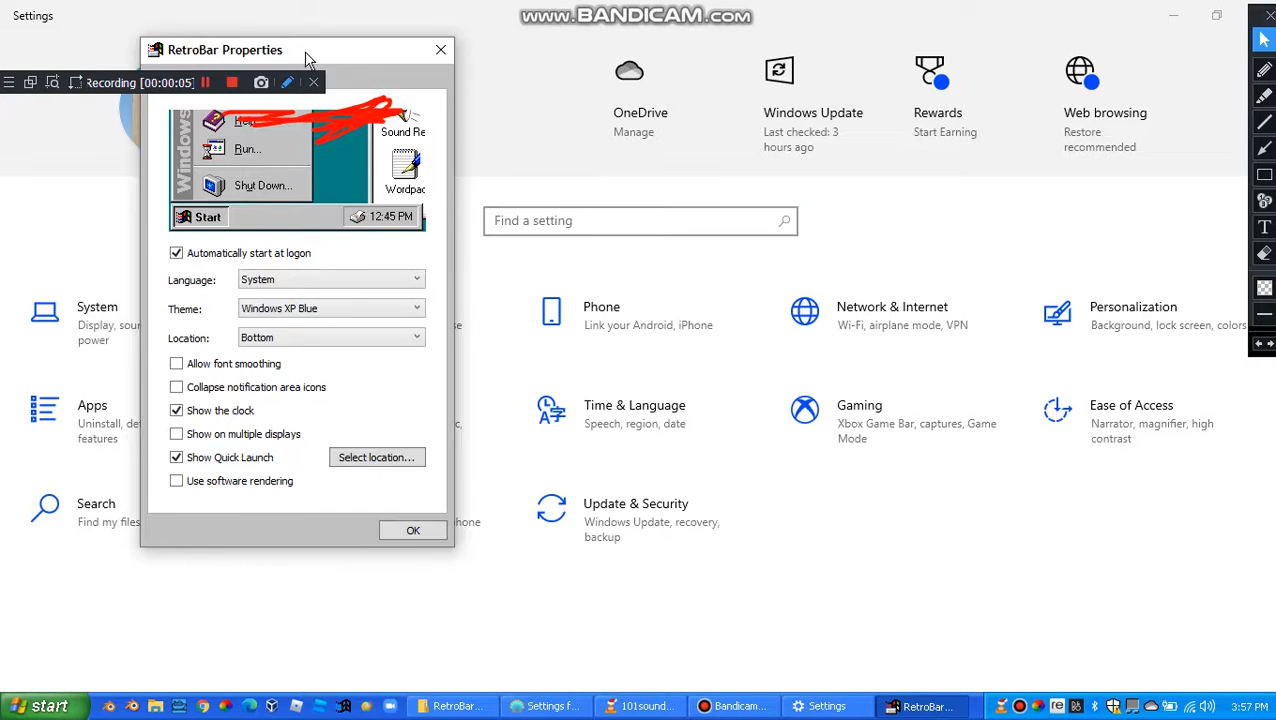 Settings
www.BANDICAM.com
RetroBar Properties
Recording [00:00:05]
Windows
Run...
Shut Down...
Start
12:45 PM
Sound Re
Wordpac
Automatically start at logon
Language: System
Theme: Windows XP Blue
Location: Bottom
Allow font smoothing
Collapse notification area icons
Show the clock
Show on multiple displays
Show Quick Launch
Select location...
Use software rendering
OK
OneDrive
Manage
Windows Update
Last checked: 3
hours ago
Rewards
Start Earning
Web browsing
Restore
recommended
Find a setting
System
Display, sour
power
Phone
Link your Android, iPhone
Network & Internet
Wi-Fi, airplane mode, VPN
Personalization
Background, lock screen, colors
Apps
Uninstall, def
features
Time & Language
Speech, region, date
Gaming
Xbox Game Bar, captures, Game
Mode
Ease of Access
Narrator, magnifier, high
contrast
Search
Find my files
phone
Update & Security
Windows Update, recovery,
backup
start
RetroBar...
Settings f...
101sound...
Bandicam...
Settings
RetroBar...
re
3:57 PM